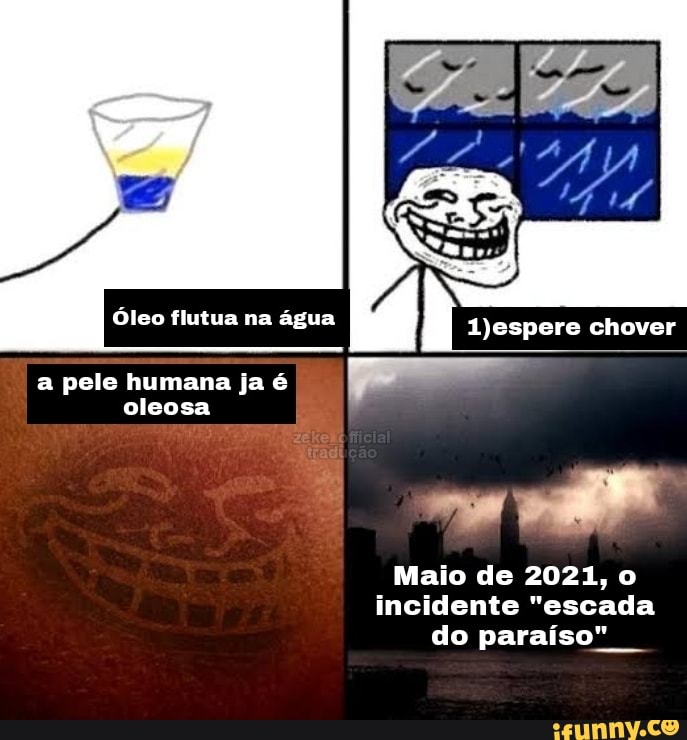 Óleo flutua na água
1)espere chover
a pele humana ja é
oleosa
zeke_official
tradução
Maio de 2021, o
incidente "escada
do paraíso"
ifunny.co